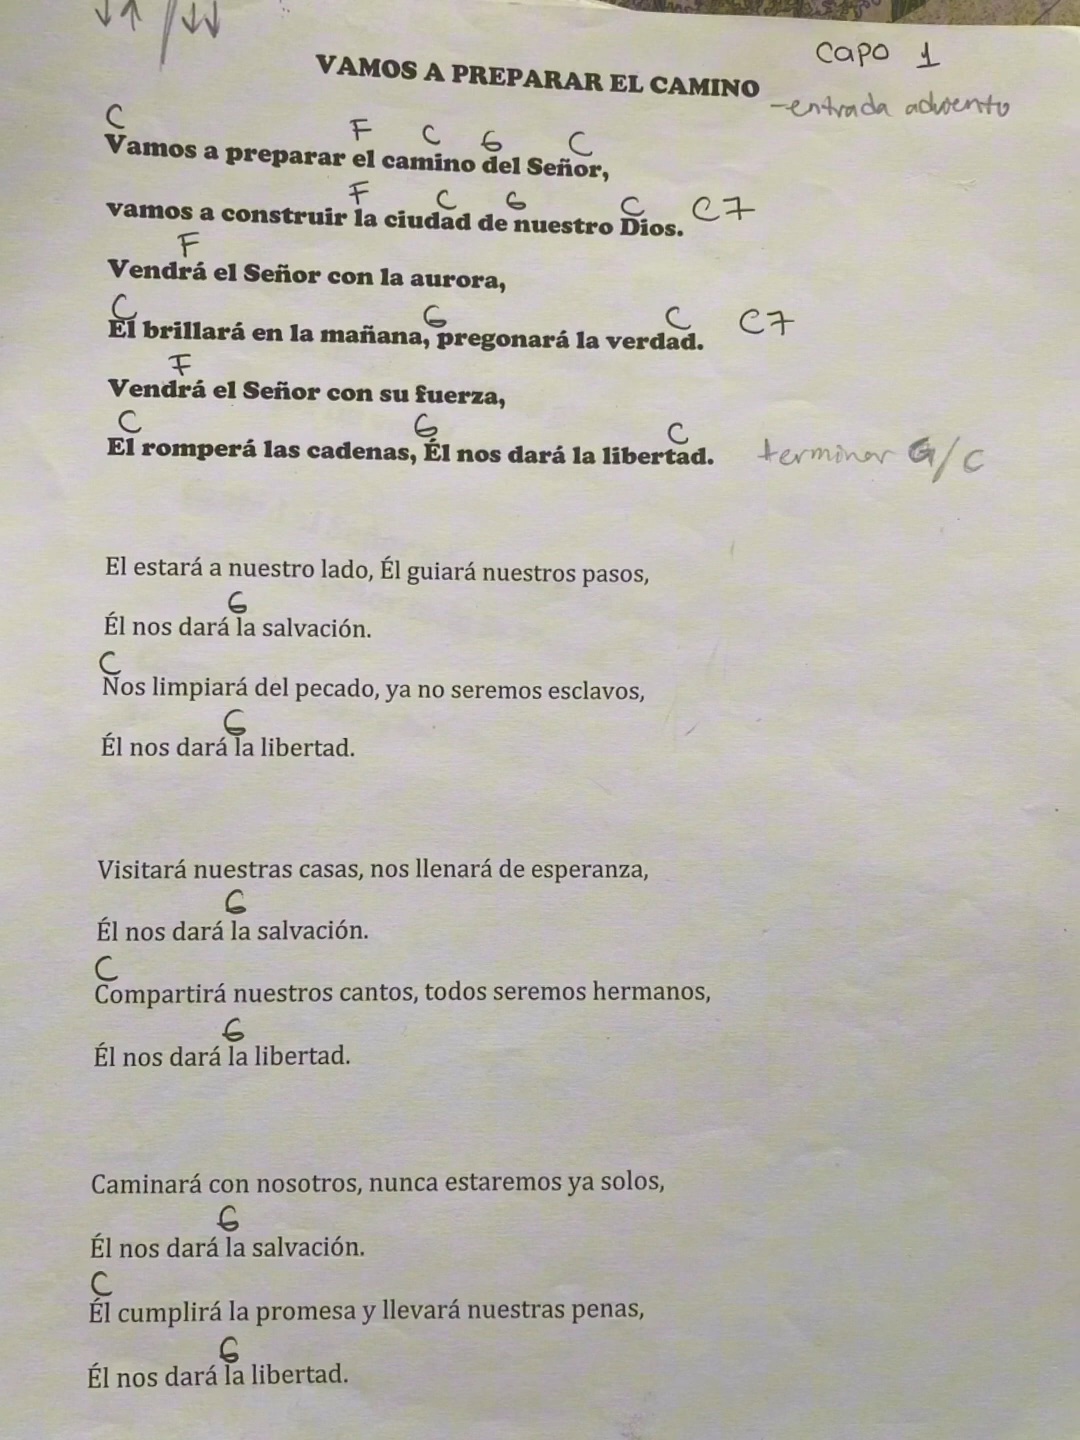 ↓↑/↓↓
Capo 1
VAMOS A PREPARAR EL CAMINO
-entrada adviento
C F C G C
Vamos a preparar el camino del Señor,
F C G C C7
vamos a construir la ciudad de nuestro Dios.
F
Vendrá el Señor con la aurora,
C G C C7
El brillará en la mañana, pregonará la verdad.
F
Vendrá el Señor con su fuerza,
C G C
El romperá las cadenas, Él nos dará la libertad. terminar G/C
El estará a nuestro lado, Él guiará nuestros pasos,
G
Él nos dará la salvación.
C
Nos limpiará del pecado, ya no seremos esclavos,
G
Él nos dará la libertad.
Visitará nuestras casas, nos llenará de esperanza,
G
Él nos dará la salvación.
C
Compartirá nuestros cantos, todos seremos hermanos,
G
Él nos dará la libertad.
Caminará con nosotros, nunca estaremos ya solos,
G
Él nos dará la salvación.
C
Él cumplirá la promesa y llevará nuestras penas,
G
Él nos dará la libertad.